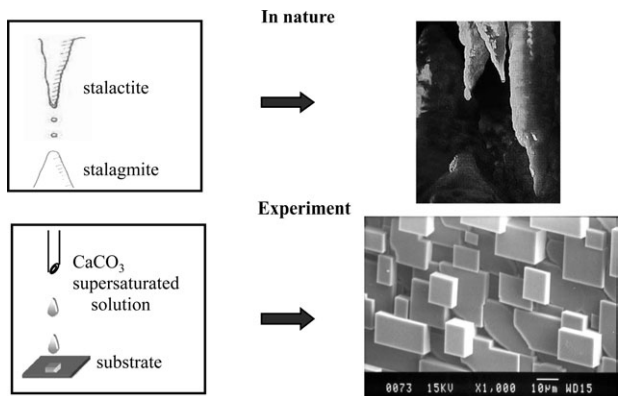 In nature
stalactite
stalagmite
Experiment
CaCO₃
supersaturated
solution
substrate
0073 15KV X1,000 10μm WD15